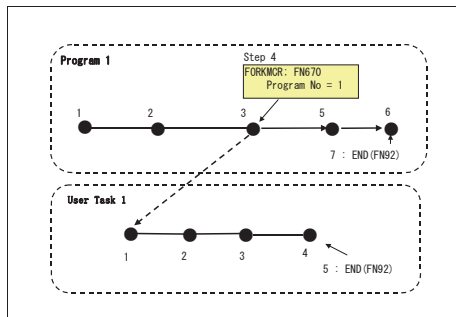 Step 4
Program 1
FORKMCR: FN670
Program No = 1
1 2 3 5 6
7 : END(FN92)
User Task 1
1 2 3 4
5 : END(FN92)